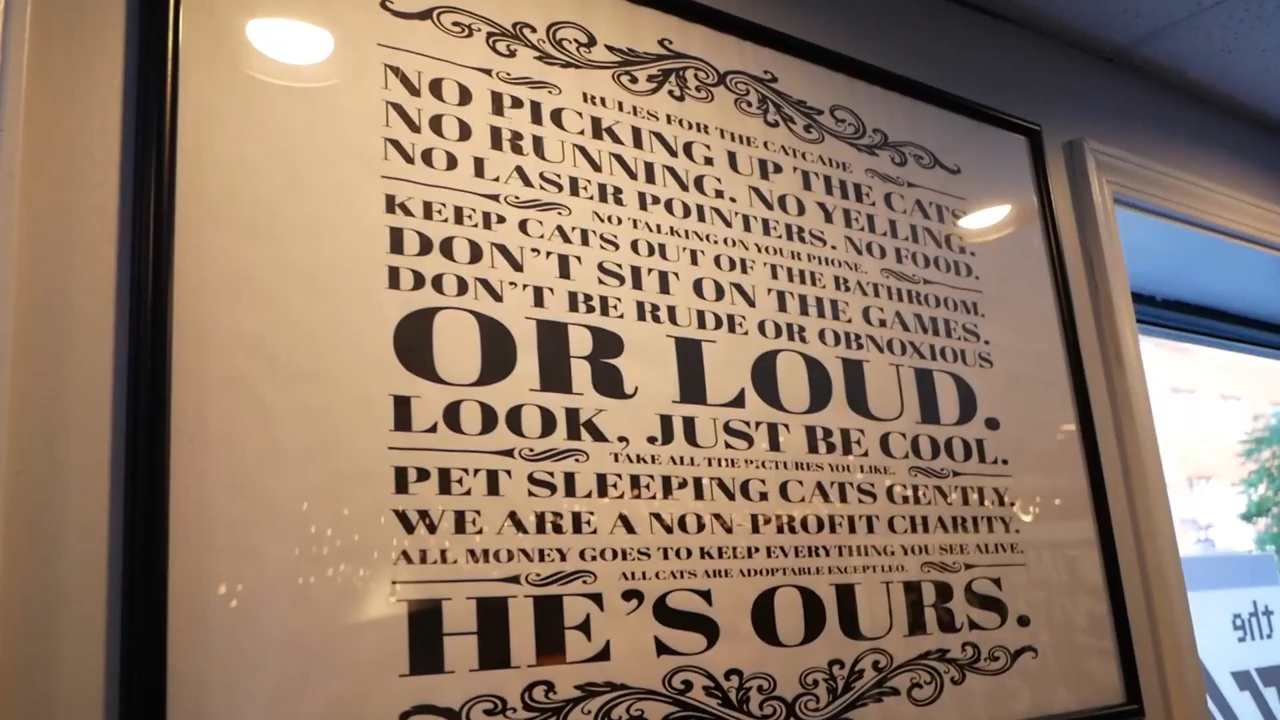 RULES FOR THE CATCADE
NO PICKING UP THE CATS
NO RUNNING. NO YELLING.
NO LASER POINTERS. NO FOOD.
NO TALKING ON YOUR PHONE.
KEEP CATS OUT OF THE BATHROOM.
DON'T SIT ON THE GAMES.
DON'T BE RUDE OR OBNOXIOUS
OR LOUD.
LOOK, JUST BE COOL.
TAKE ALL THE PICTURES YOU LIKE.
PET SLEEPING CATS GENTLY.
WE ARE A NON-PROFIT CHARITY.
ALL MONEY GOES TO KEEP EVERYTHING YOU SEE ALIVE.
ALL CATS ARE ADOPTABLE EXCEPT LEO.
HE'S OURS.
the